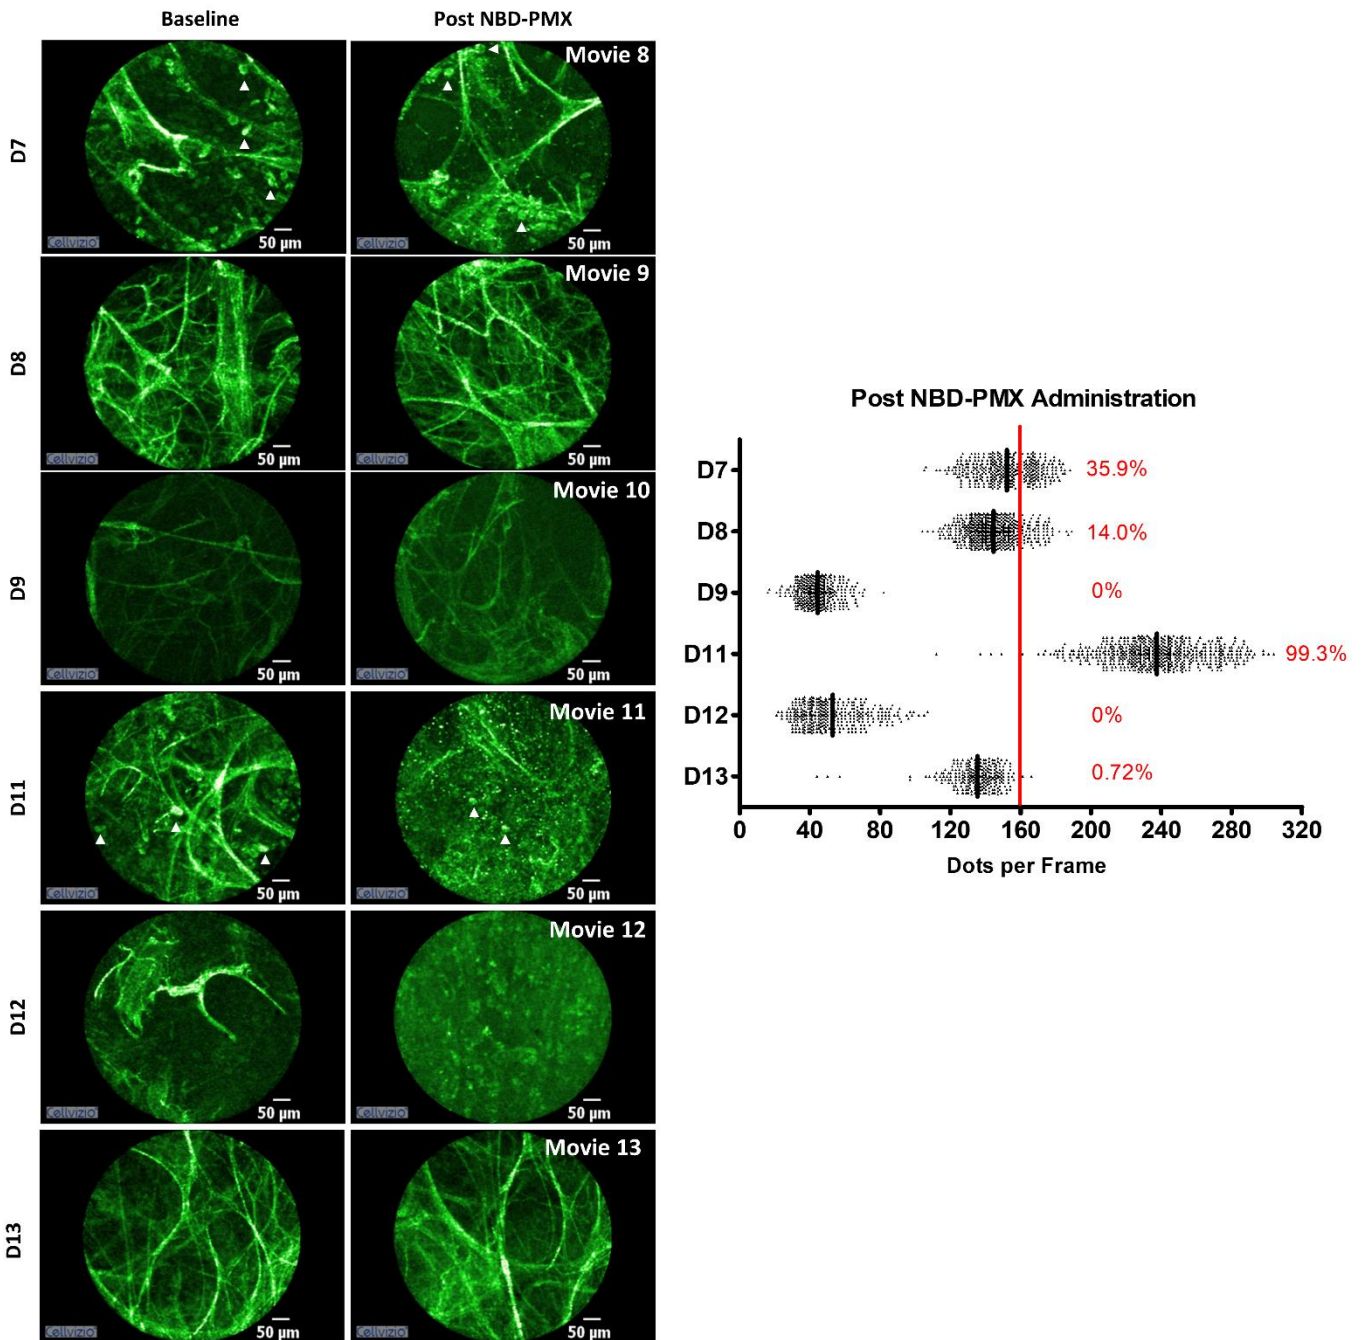 Baseline Post NBD-PMX
D7
Movie 8
Cellvizio 50 µm
Cellvizio 50 µm
D8
Movie 9
Cellvizio 50 µm
Cellvizio 50 µm
D9
Movie 10
Cellvizio 50 µm
Cellvizio 50 µm
D11
Movie 11
Cellvizio 50 µm
Cellvizio 50 µm
D12
Movie 12
Cellvizio 50 µm
Cellvizio 50 µm
D13
Movie 13
Cellvizio 50 µm
Cellvizio 50 µm
Post NBD-PMX Administration
D7 35.9%
D8 14.0%
D9 0%
D11 99.3%
D12 0%
D13 0.72%
0 40 80 120 160 200 240 280 320
Dots per Frame